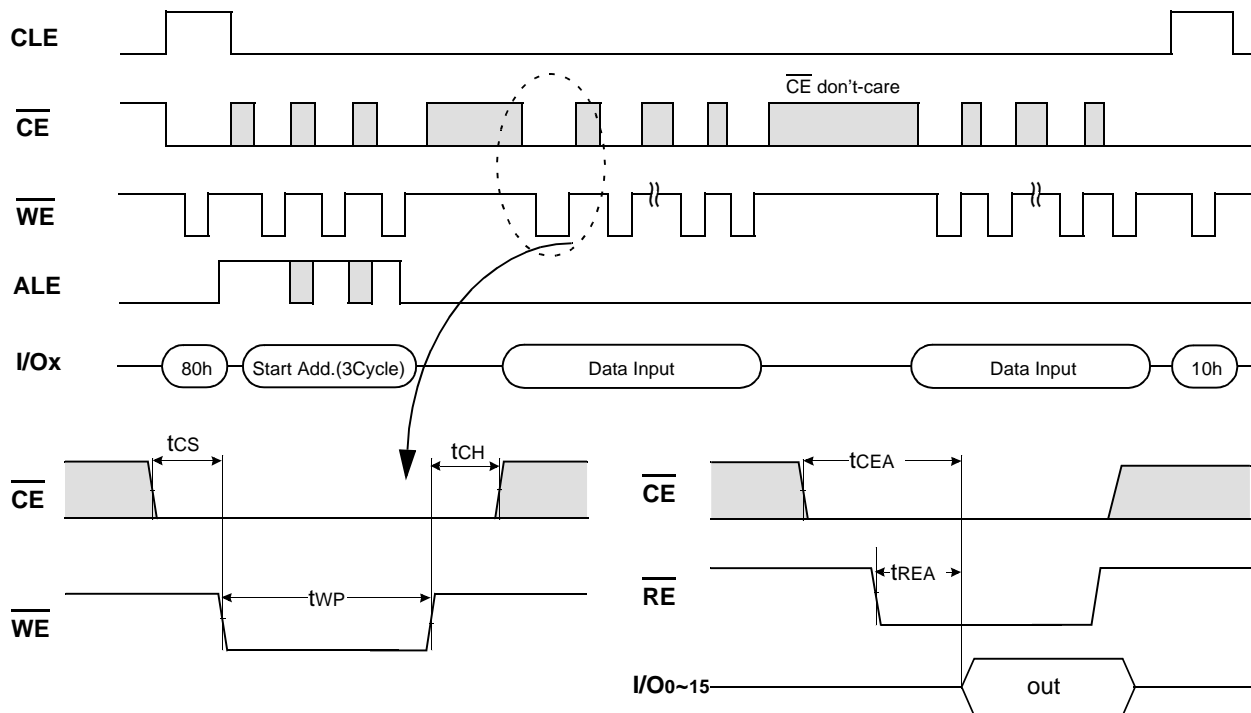 CLE
CE don't-care
CE
WE
ALE
I/Ox 80h Start Add.(3Cycle) Data Input Data Input 10h
tCS tCH
CE
tWP
WE
tCEA
CE
tREA
RE
I/O0~15 out